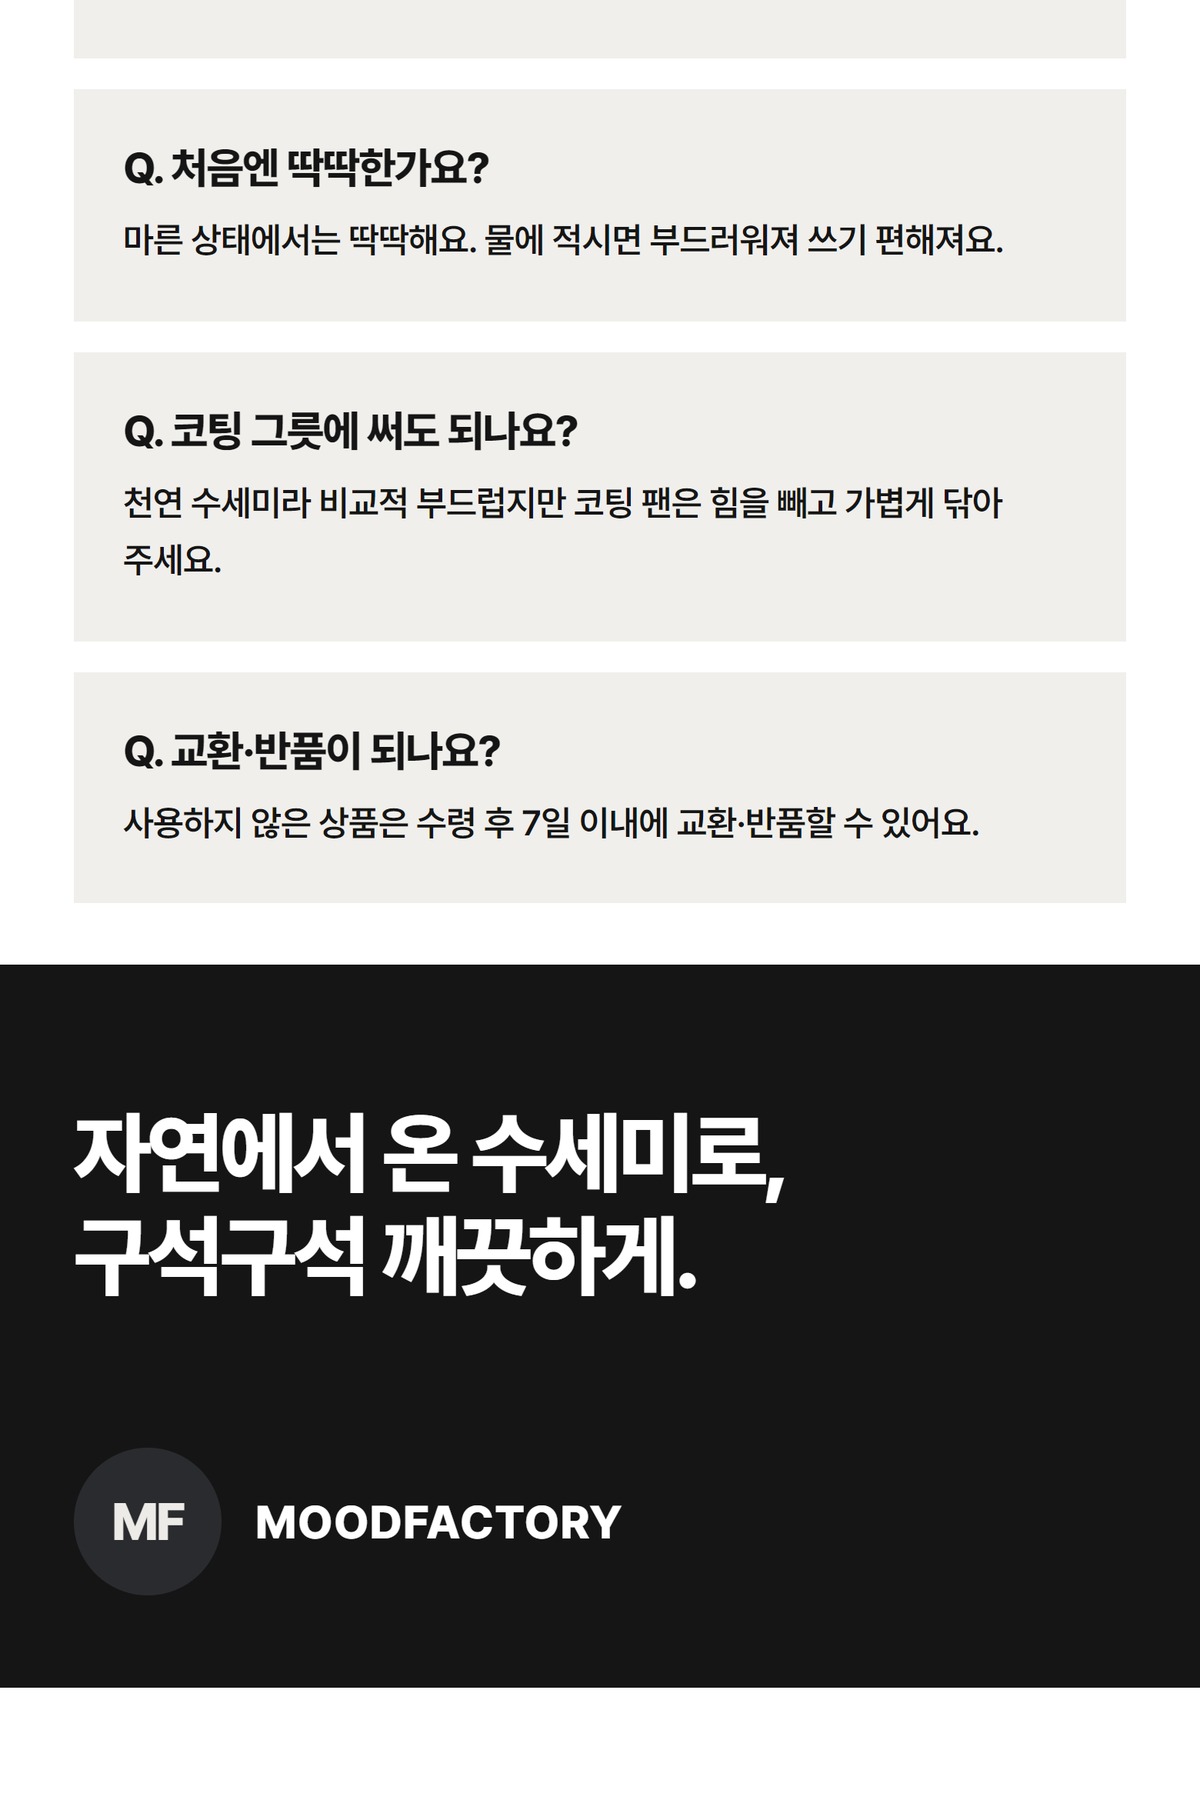 Q. 처음엔 딱딱한가요?
마른 상태에서는 딱딱해요. 물에 적시면 부드러워져 쓰기 편해져요.
Q. 코팅 그릇에 써도 되나요?
천연 수세미라 비교적 부드럽지만 코팅 팬은 힘을 빼고 가볍게 닦아
주세요.
Q. 교환·반품이 되나요?
사용하지 않은 상품은 수령 후 7일 이내에 교환·반품할 수 있어요.
자연에서 온 수세미로,
구석구석 깨끗하게.
MF MOODFACTORY